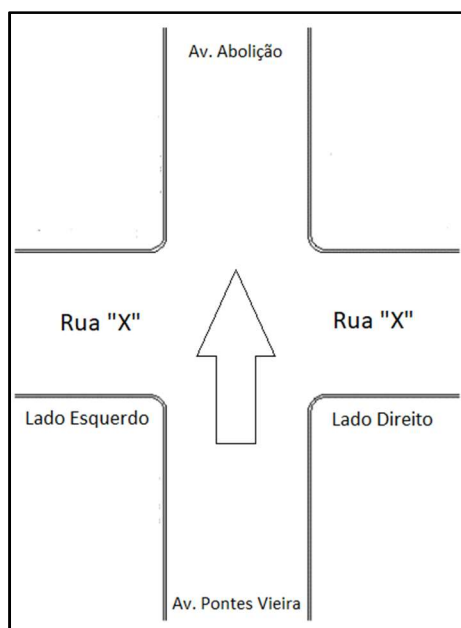 Av. Abolição
Rua "X"
Rua "X"
Lado Esquerdo
Lado Direito
Av. Pontes Vieira